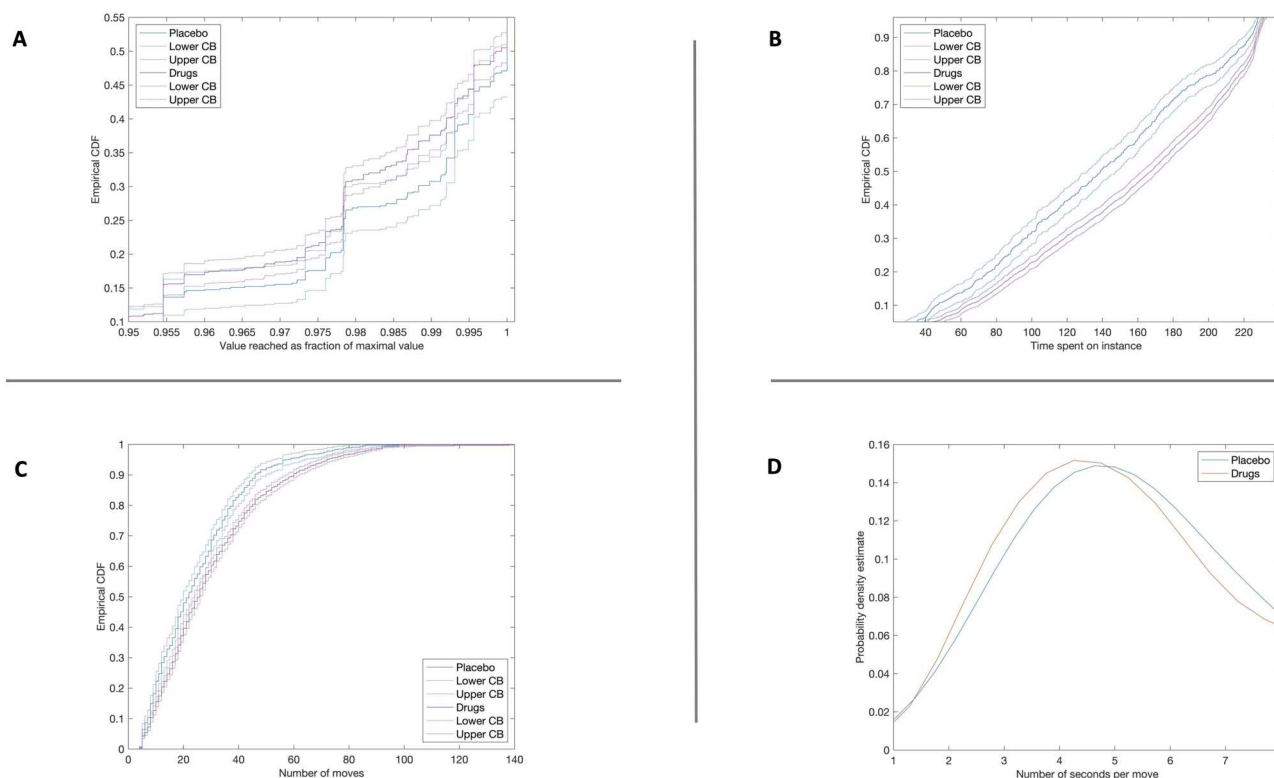 A
0.55
0.5
0.45
0.4
0.35
0.3
0.25
0.2
0.15
0.1
Empirical CDF
Placebo
Lower CB
Upper CB
Drugs
Lower CB
Upper CB
0.95 0.955 0.96 0.965 0.97 0.975 0.98 0.985 0.99 0.995 1
Value reached as fraction of maximal value
B
0.9
0.8
0.7
0.6
0.5
0.4
0.3
0.2
0.1
Empirical CDF
Placebo
Lower CB
Upper CB
Drugs
Lower CB
Upper CB
40 60 80 100 120 140 160 180 200 220
Time spent on instance
C
1
0.9
0.8
0.7
0.6
0.5
0.4
0.3
0.2
0.1
0
Empirical CDF
Placebo
Lower CB
Upper CB
Drugs
Lower CB
Upper CB
0 20 40 60 80 100 120 140
Number of moves
D
0.16
0.14
0.12
0.1
0.08
0.06
0.04
0.02
0
Probability density estimate
Placebo
Drugs
1 2 3 4 5 6 7
Number of seconds per move